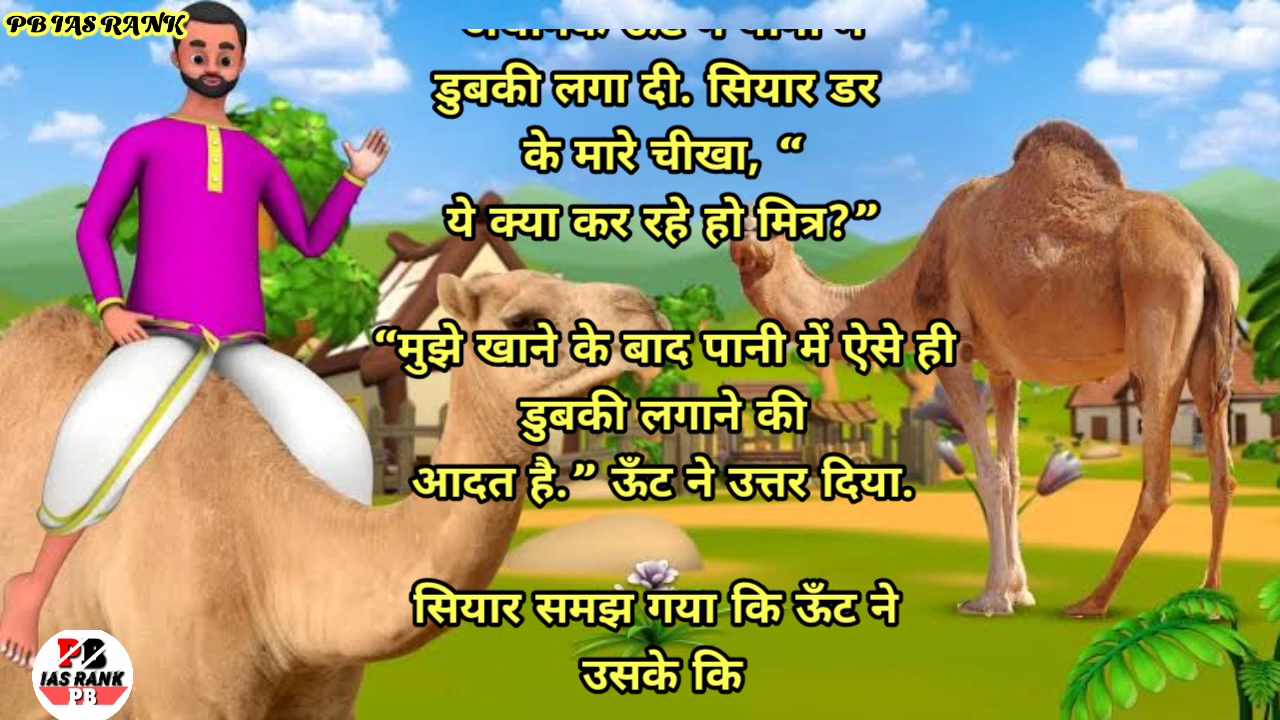 PB IAS RANK
डुबकी लगा दी. सियार डर
के मारे चीखा, “
ये क्या कर रहे हो मित्र?”
“मुझे खाने के बाद पानी में ऐसे ही
डुबकी लगाने की
आदत है.” ऊँट ने उत्तर दिया.
सियार समझ गया कि ऊँट ने
उसके कि
PB
IAS RANK
PB